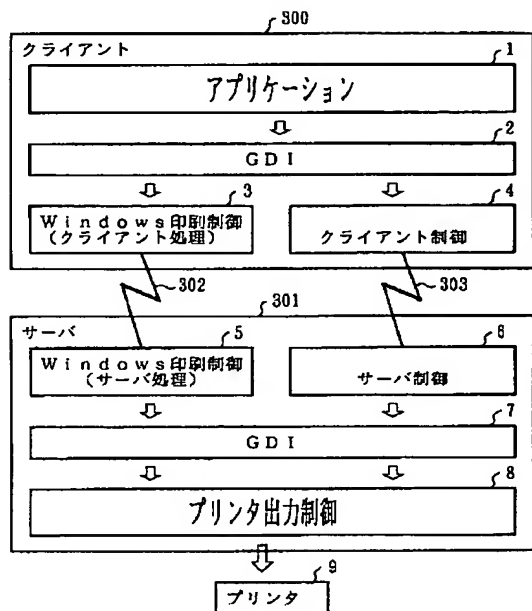 300
クライアント
1
アプリケーション
2
GDI
3
Windows印刷制御
(クライアント処理)
4
クライアント制御
302
303
301
サーバ
5
Windows印刷制御
(サーバ処理)
6
サーバ制御
7
GDI
8
プリンタ出力制御
9
プリンタ